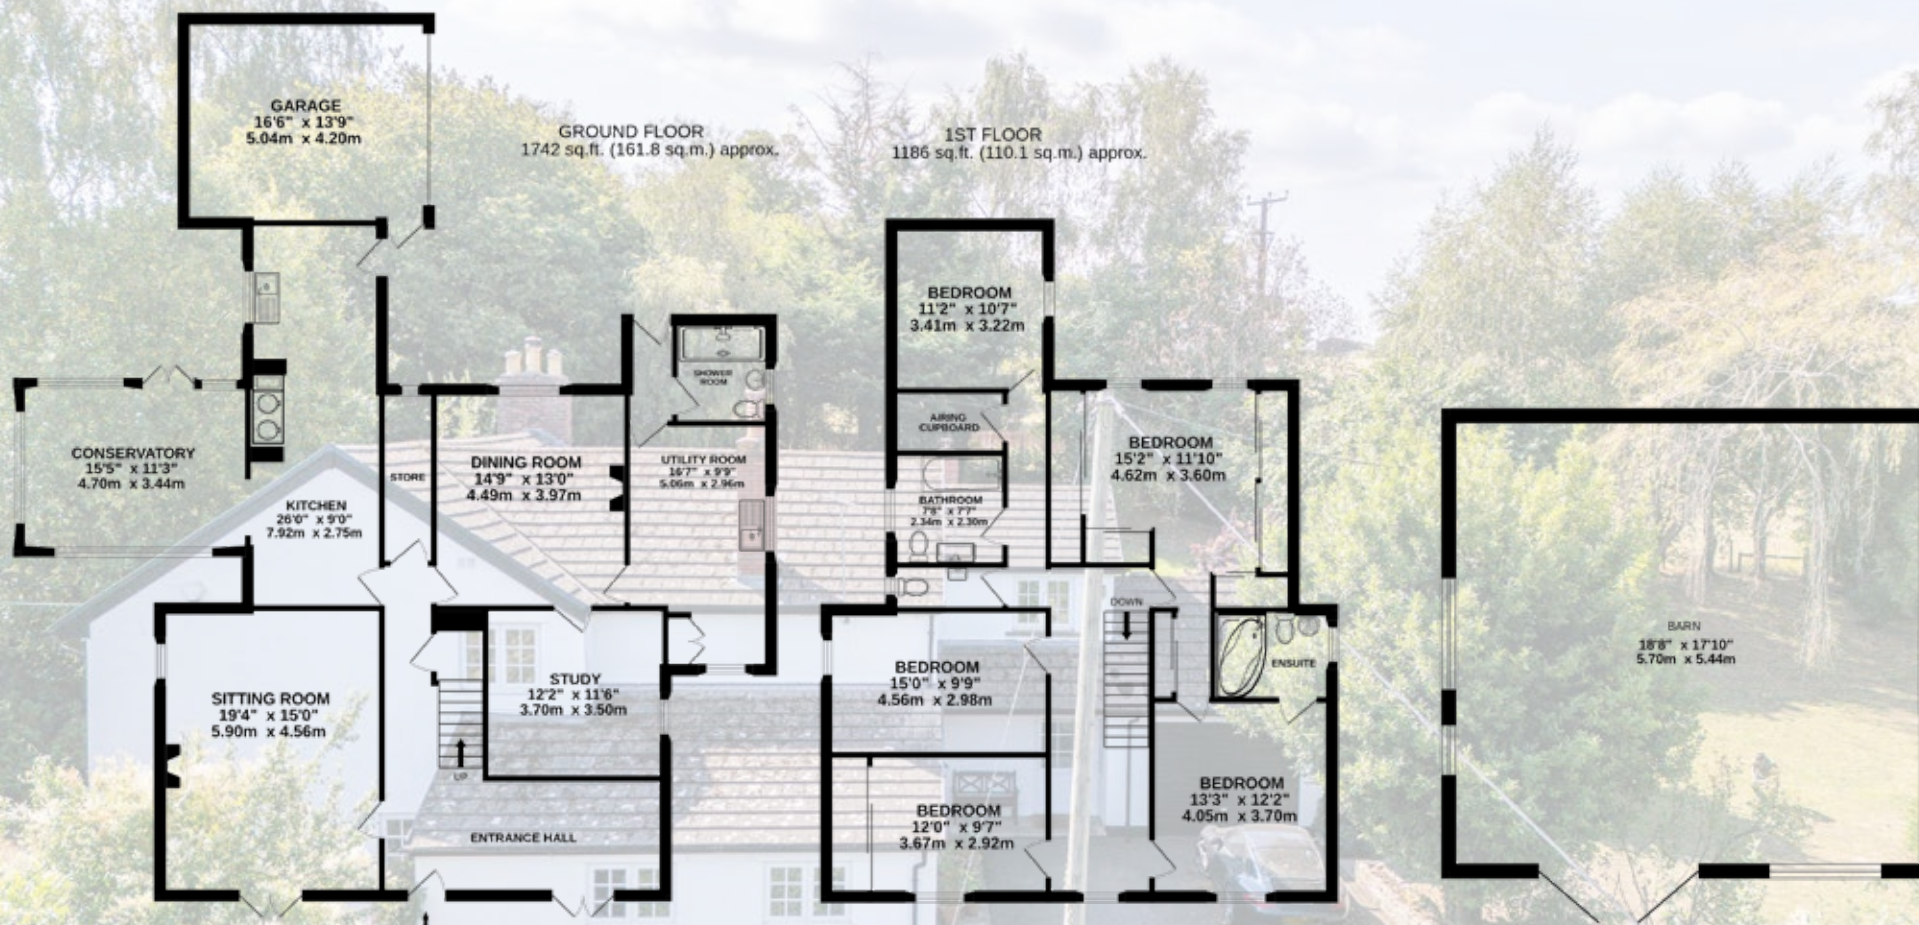 GARAGE
16'6" x 13'9"
5.04m x 4.20m
GROUND FLOOR
1742 sq.ft. (161.8 sq.m.) approx.
1ST FLOOR
1186 sq.ft. (110.1 sq.m.) approx.
CONSERVATORY
15'5" x 11'3"
4.70m x 3.44m
KITCHEN
26'0" x 9'0"
7.92m x 2.75m
STORE
DINING ROOM
14'9" x 13'0"
4.49m x 3.97m
SHOWER
ROOM
UTILITY ROOM
16'7" x 9'9"
5.06m x 2.96m
SITTING ROOM
19'4" x 15'0"
5.90m x 4.56m
UP
STUDY
12'2" x 11'6"
3.70m x 3.50m
ENTRANCE HALL
BEDROOM
11'2" x 10'7"
3.41m x 3.22m
AIRING
CUPBOARD
BATHROOM
7'8" x 7'7"
2.34m x 2.30m
BEDROOM
15'2" x 11'10"
4.62m x 3.60m
DOWN
ENSUITE
BEDROOM
15'0" x 9'9"
4.56m x 2.98m
BEDROOM
12'0" x 9'7"
3.67m x 2.92m
BEDROOM
13'3" x 12'2"
4.05m x 3.70m
BARN
18'8" x 17'10"
5.70m x 5.44m